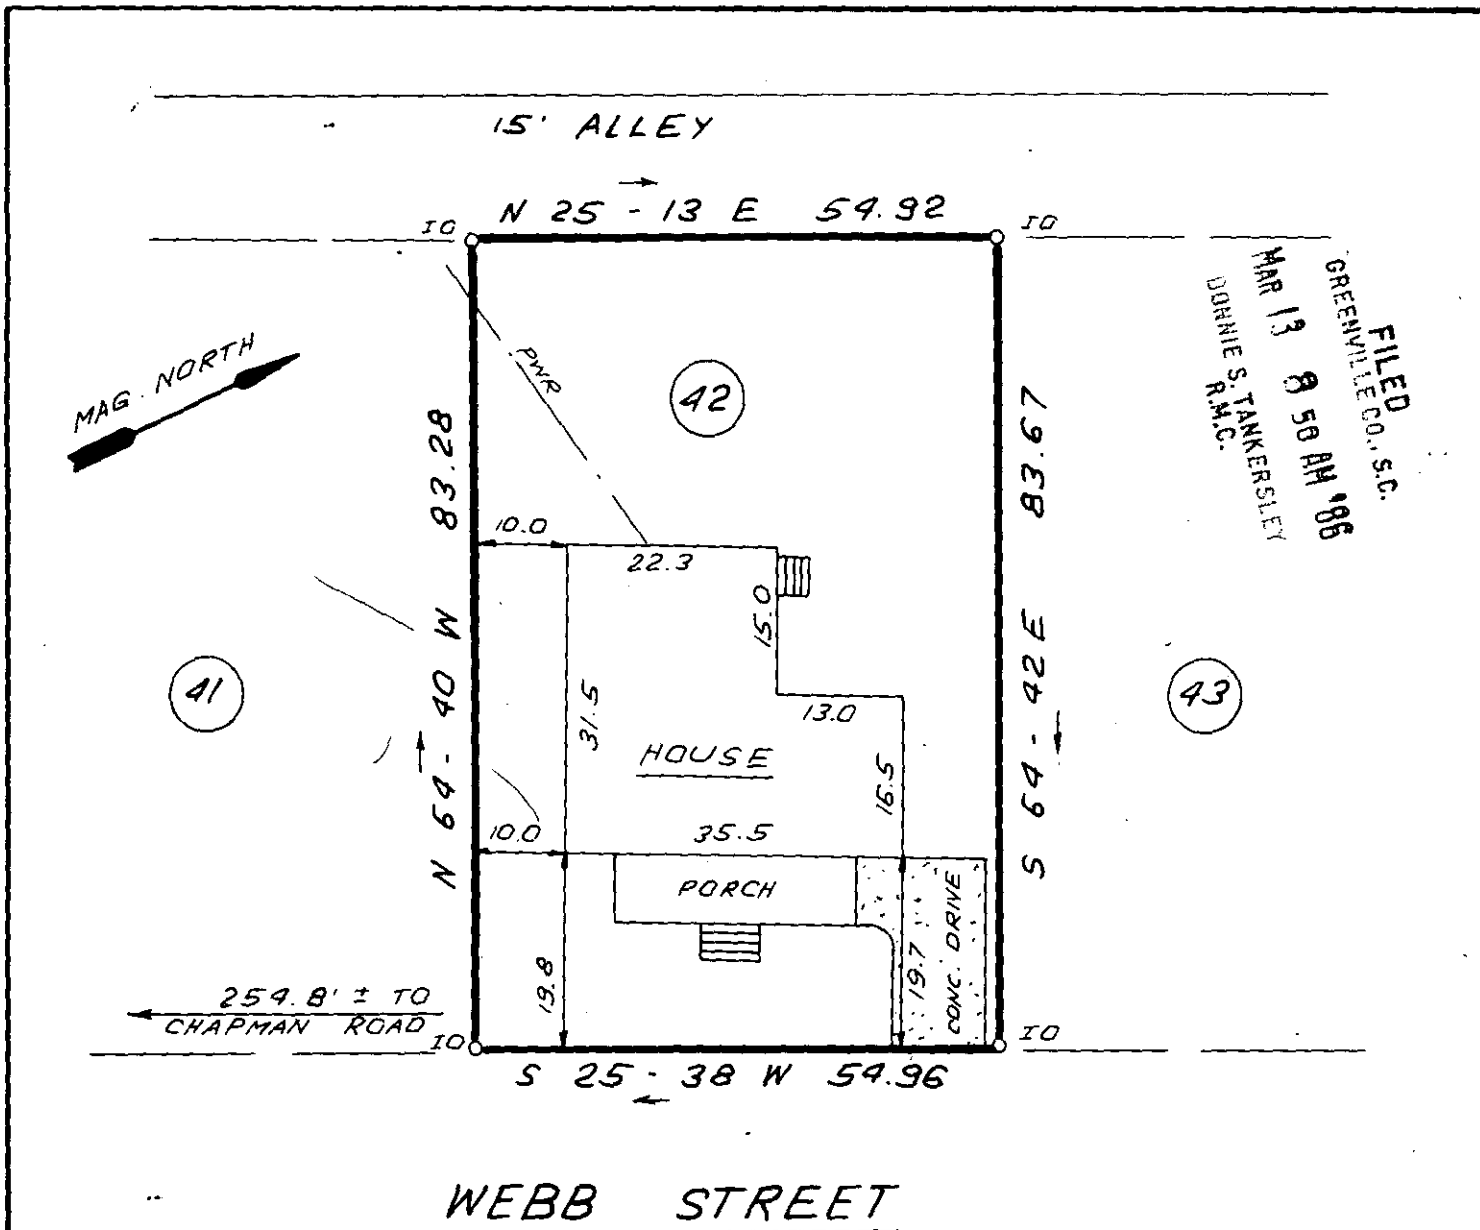 15' ALLEY
N 25 - 13 E 54.92
IO
IO
MAG. NORTH
PWR
42
FILED
GREENVILLE CO., S.C.
MAR 13 8 50 AM '86
DONNIE S. TANKERSLEY
R.M.C.
N 64 - 40 W 83.28
S 64 - 42 E 83.67
10.0
22.3
15.0
41
43
31.5
13.0
HOUSE
16.5
10.0
35.5
PORCH
CONC. DRIVE
19.8
19.7
254.8' ± TO
CHAPMAN ROAD
IO
IO
S 25 - 38 W 54.96
WEBB STREET